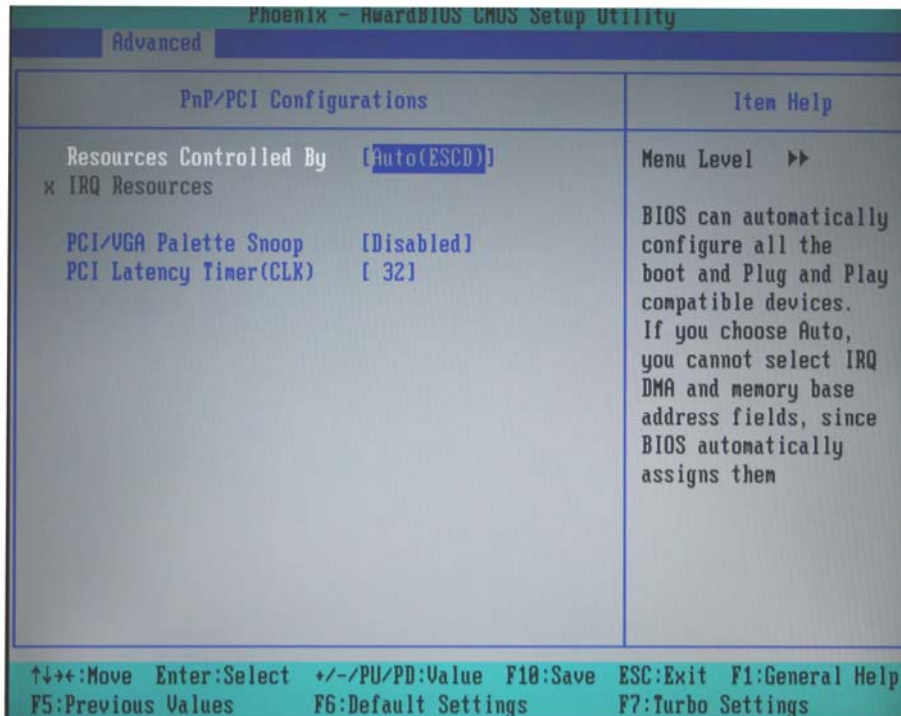 Phoenix - AwardBIOS CMOS Setup Utility
Advanced
PnP/PCI Configurations
Item Help
Resources Controlled By [Auto(ESCD)]
x IRQ Resources
PCI/VGA Palette Snoop [Disabled]
PCI Latency Timer(CLK) [ 32]
Menu Level ▸▸
BIOS can automatically
configure all the
boot and Plug and Play
compatible devices.
If you choose Auto,
you cannot select IRQ
DMA and memory base
address fields, since
BIOS automatically
assigns them
↑↓→←:Move Enter:Select +/-/PU/PD:Value F10:Save ESC:Exit F1:General Help
F5:Previous Values F6:Default Settings F7:Turbo Settings